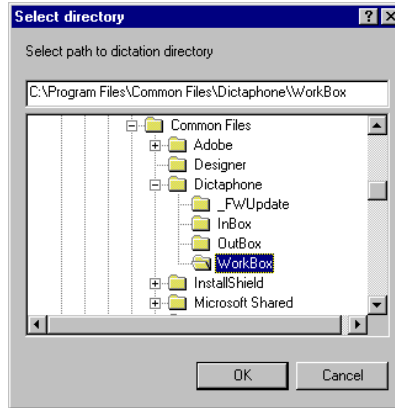 Select directory
Select path to dictation directory
C:\Program Files\Common Files\Dictaphone\WorkBox
Common Files
Adobe
Designer
Dictaphone
_FWUpdate
InBox
OutBox
WorkBox
InstallShield
Microsoft Shared
OK Cancel